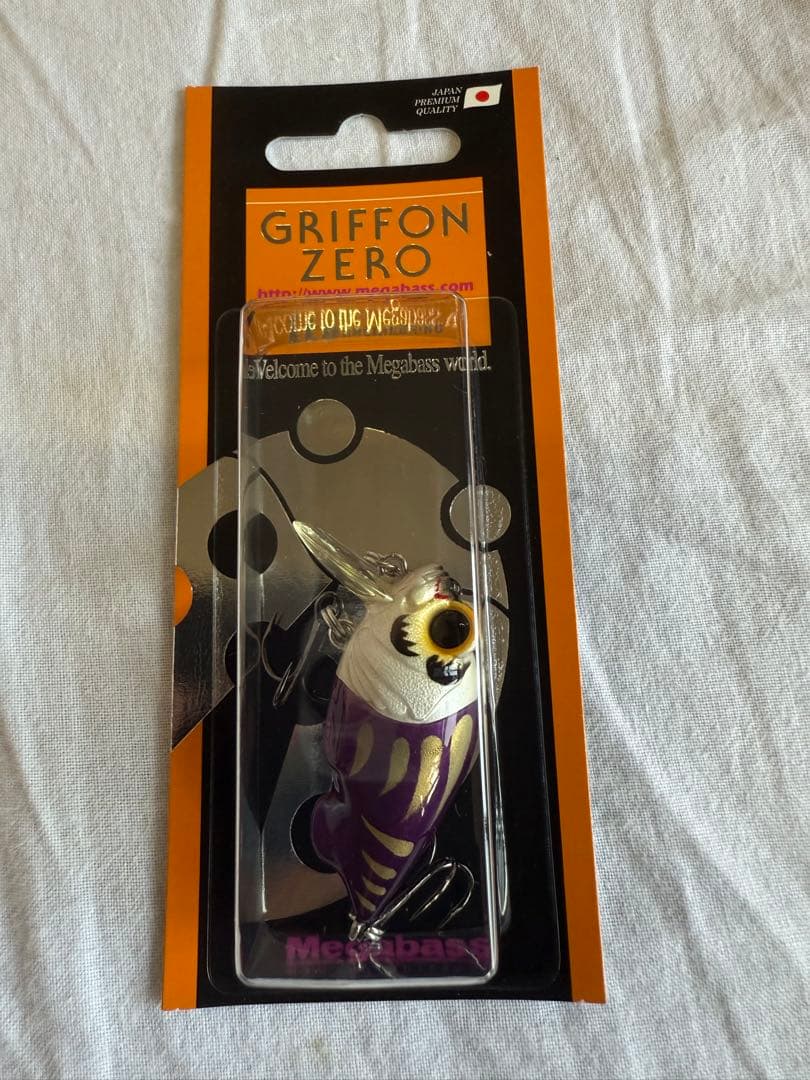 JAPAN
PREMIUM
QUALITY
GRIFFON
ZERO
http://www.megabass.com
Welcome to the Megabass world.
Megabass